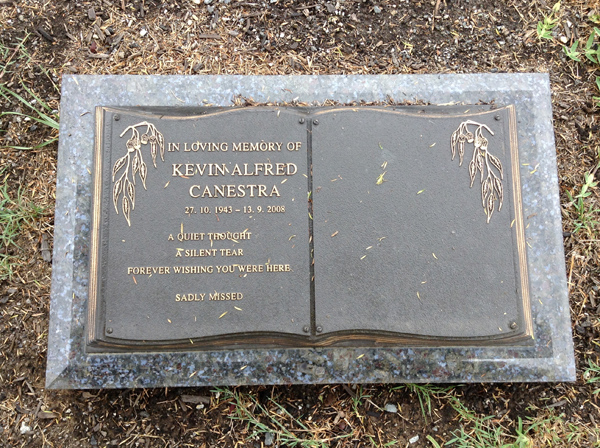 IN LOVING MEMORY OF
KEVIN ALFRED
CANESTRA
27. 10. 1943 – 13. 9. 2008
A QUIET THOUGHT
A SILENT TEAR
FOREVER WISHING YOU WERE HERE
SADLY MISSED